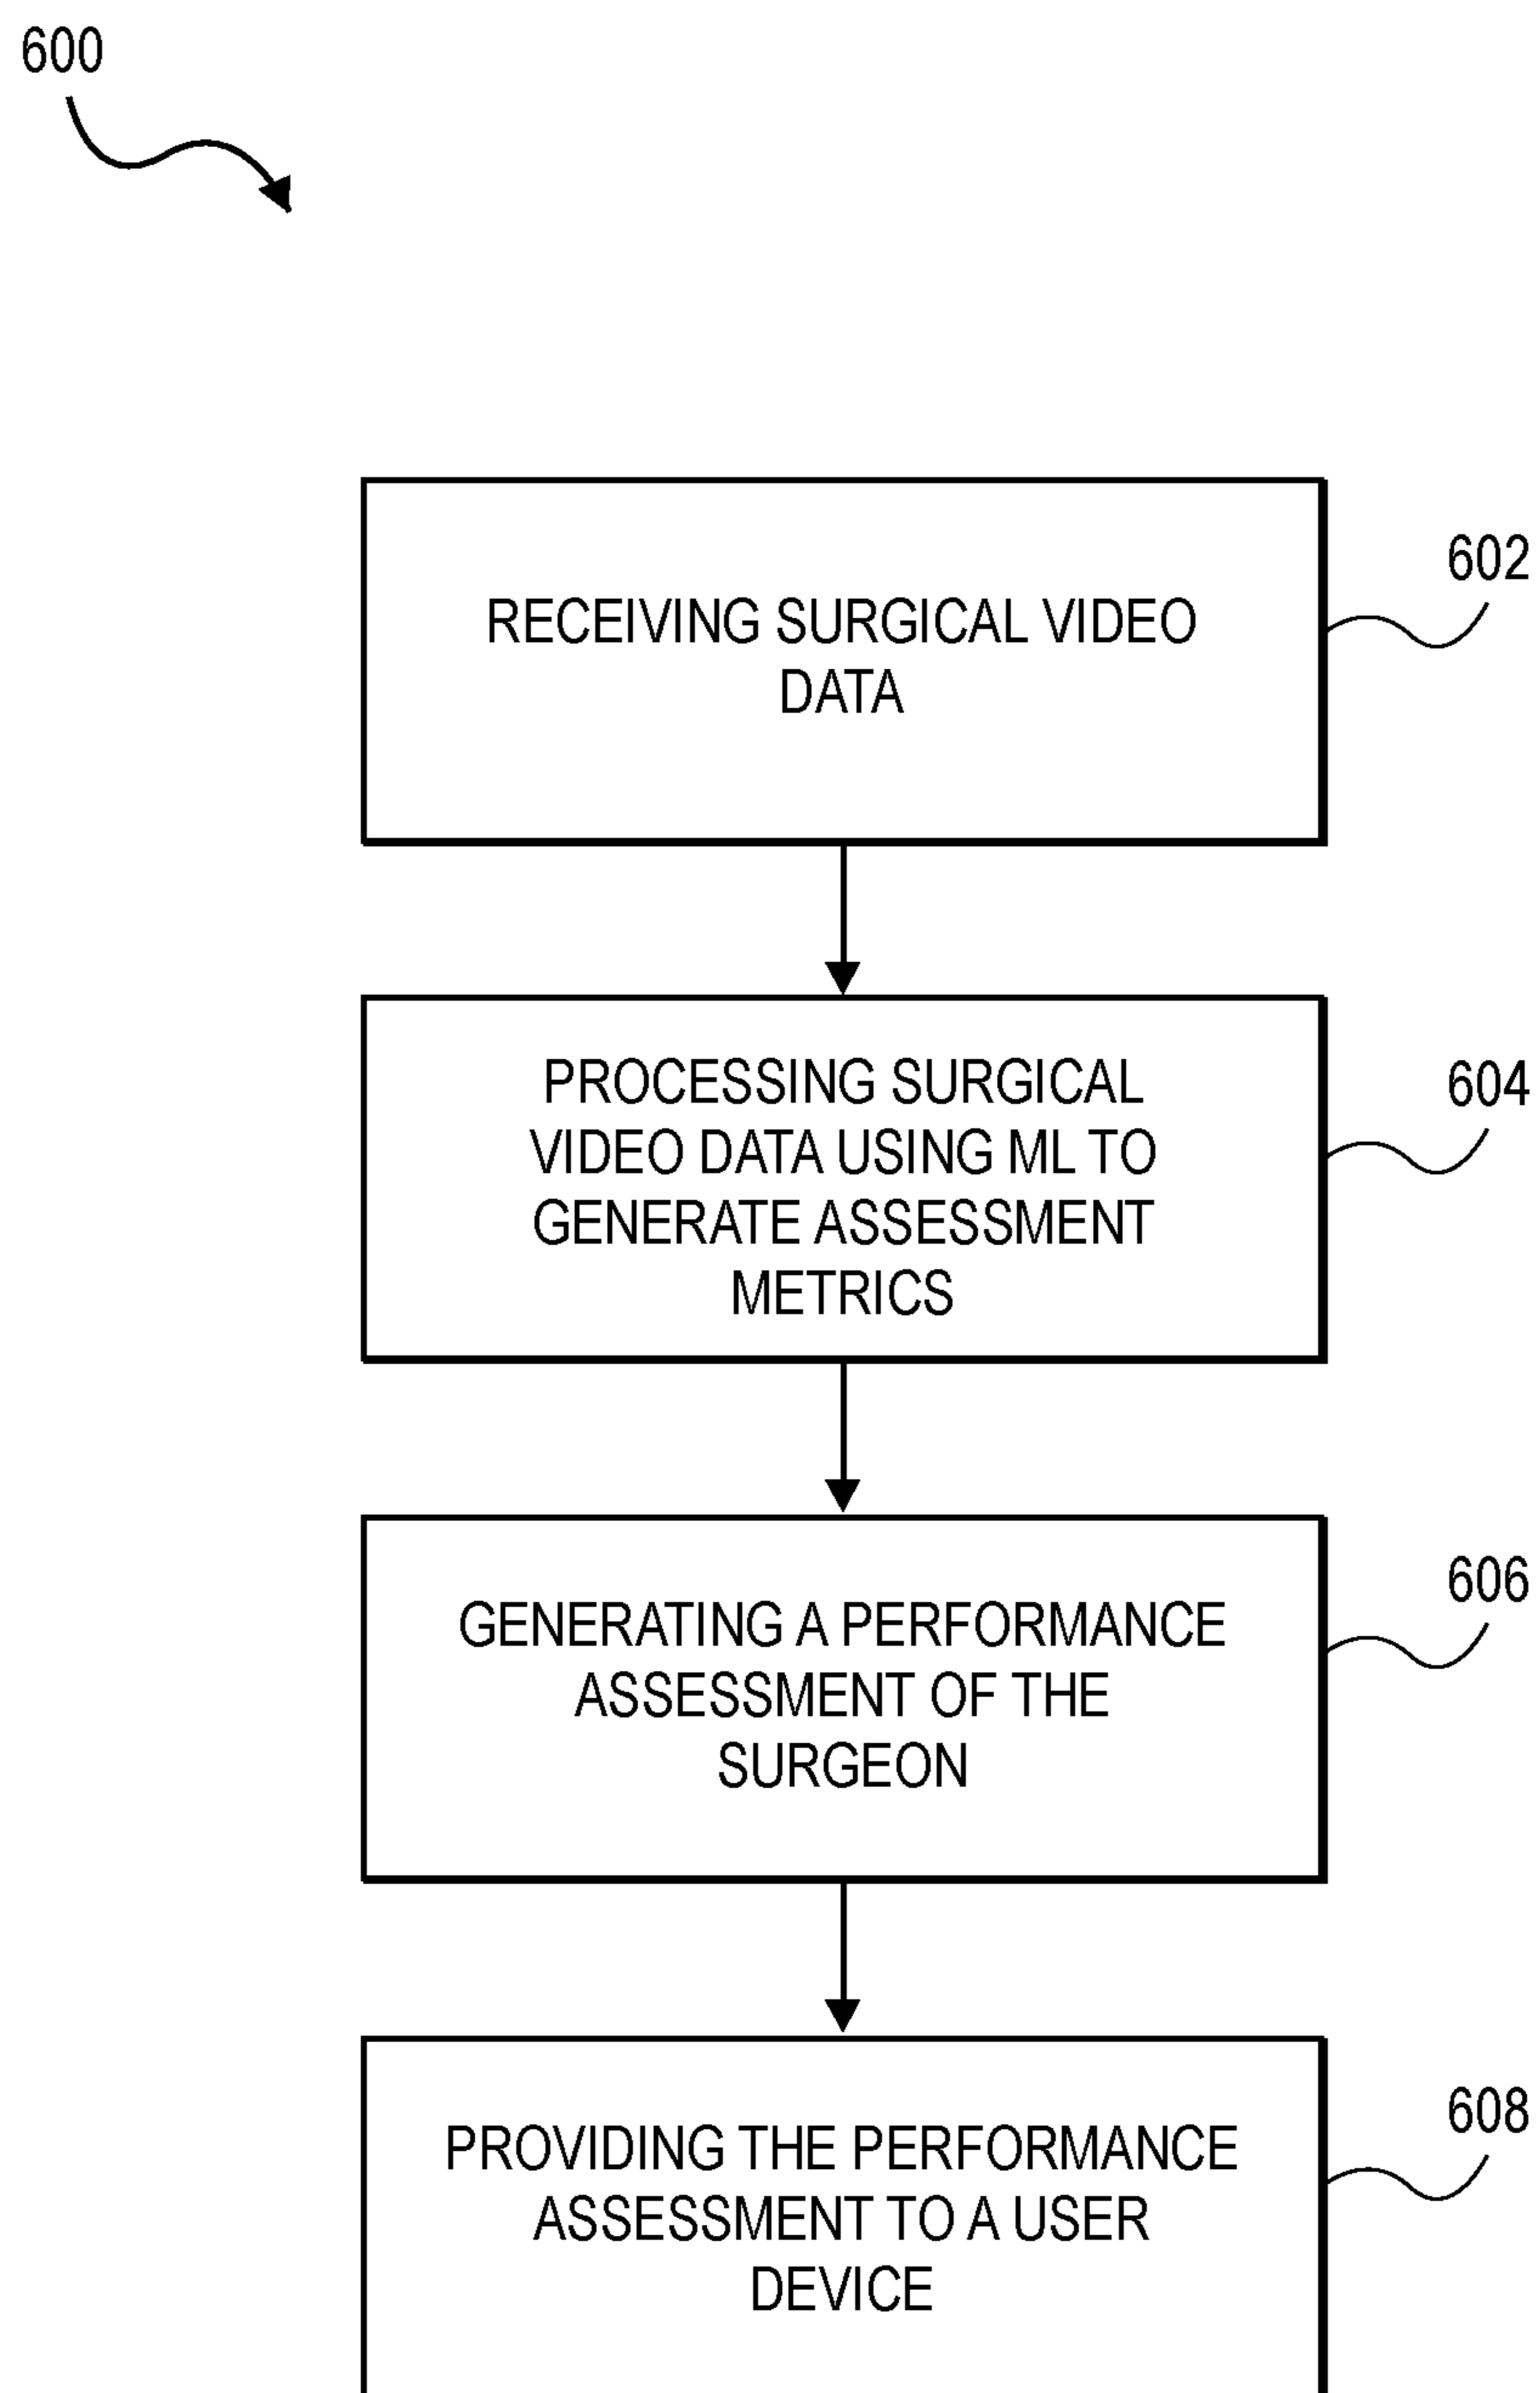 600
RECEIVING SURGICAL VIDEO
DATA
602
PROCESSING SURGICAL
VIDEO DATA USING ML TO
GENERATE ASSESSMENT
METRICS
604
GENERATING A PERFORMANCE
ASSESSMENT OF THE
SURGEON
606
PROVIDING THE PERFORMANCE
ASSESSMENT TO A USER
DEVICE
608